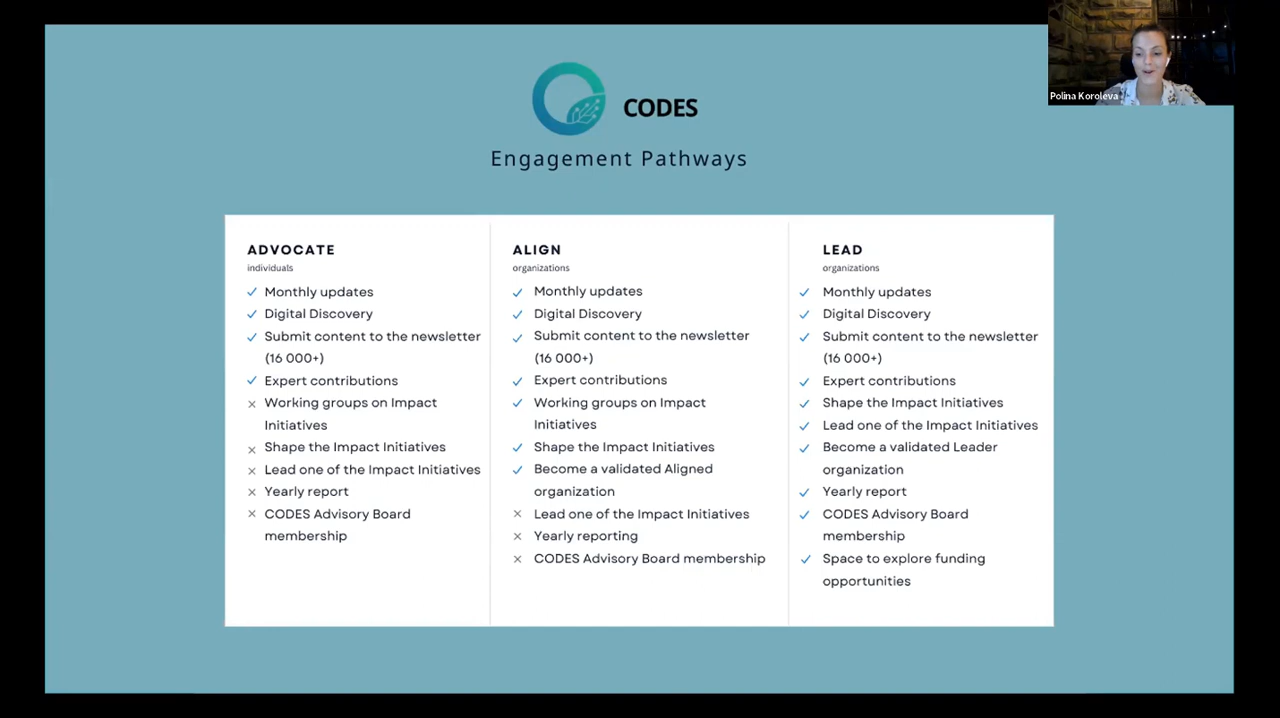 Polina Koroleva
CODES
Engagement Pathways
ADVOCATE
individuals
Monthly updates
Digital Discovery
Submit content to the newsletter
(16 000+)
Expert contributions
Working groups on Impact
Initiatives
Shape the Impact Initiatives
Lead one of the Impact Initiatives
Yearly report
CODES Advisory Board
membership
ALIGN
organizations
Monthly updates
Digital Discovery
Submit content to the newsletter
(16 000+)
Expert contributions
Working groups on Impact
Initiatives
Shape the Impact Initiatives
Become a validated Aligned
organization
Lead one of the Impact Initiatives
Yearly reporting
CODES Advisory Board membership
LEAD
organizations
Monthly updates
Digital Discovery
Submit content to the newsletter
(16 000+)
Expert contributions
Shape the Impact Initiatives
Lead one of the Impact Initiatives
Become a validated Leader
organization
Yearly report
CODES Advisory Board
membership
Space to explore funding
opportunities